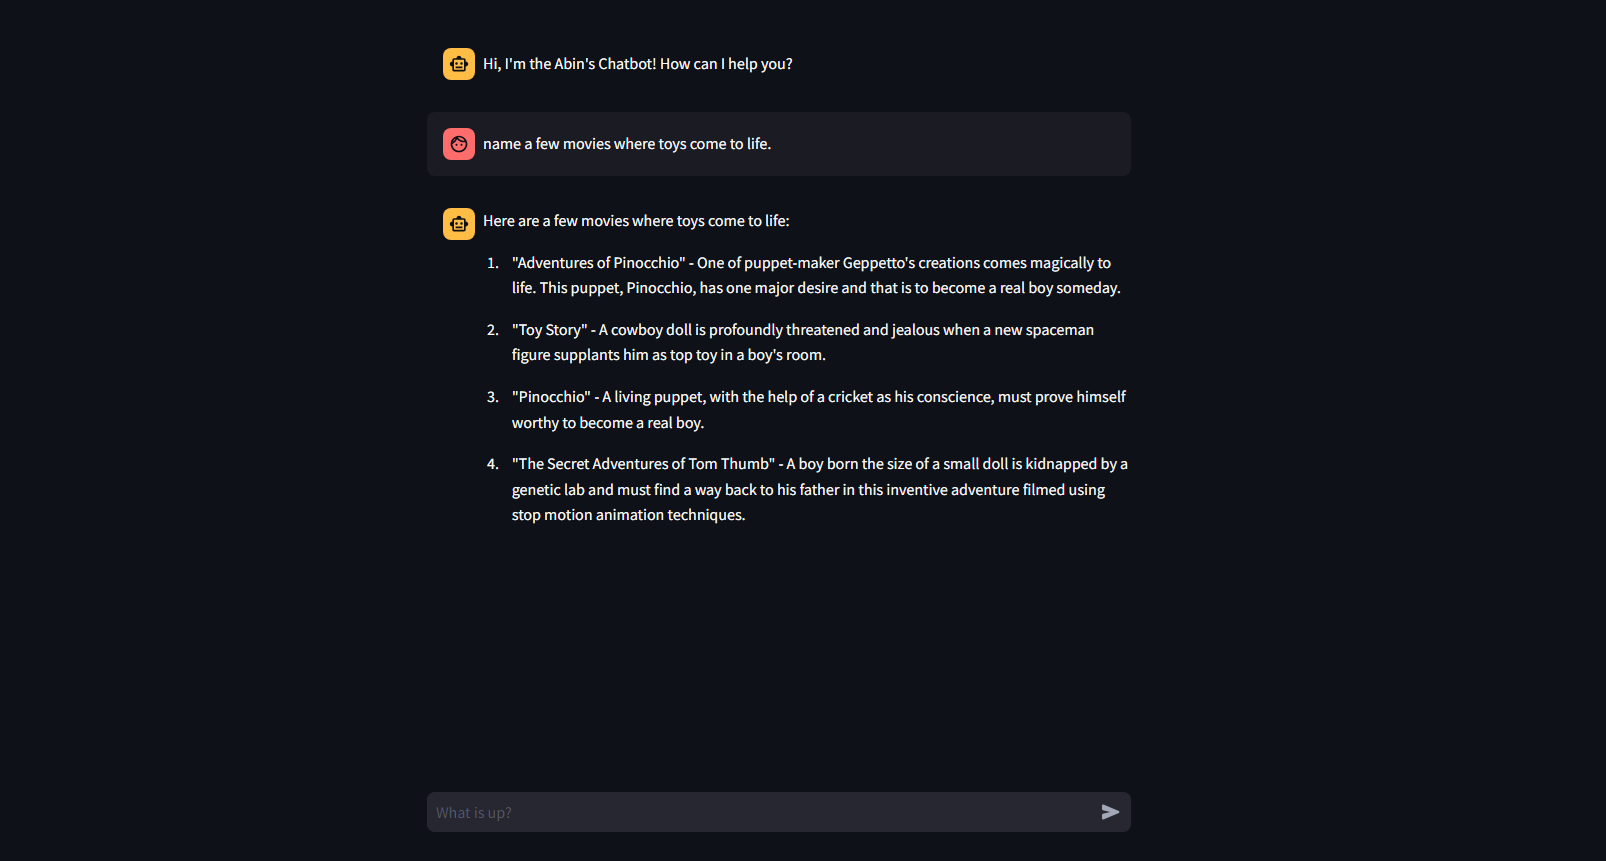 Hi, I'm the Abin's Chatbot! How can I help you?
name a few movies where toys come to life.
Here are a few movies where toys come to life:
1. "Adventures of Pinocchio" - One of puppet-maker Geppetto's creations comes magically to
life. This puppet, Pinocchio, has one major desire and that is to become a real boy someday.
2. "Toy Story" - A cowboy doll is profoundly threatened and jealous when a new spaceman
figure supplants him as top toy in a boy's room.
3. "Pinocchio" - A living puppet, with the help of a cricket as his conscience, must prove himself
worthy to become a real boy.
4. "The Secret Adventures of Tom Thumb" - A boy born the size of a small doll is kidnapped by a
genetic lab and must find a way back to his father in this inventive adventure filmed using
stop motion animation techniques.
What is up?